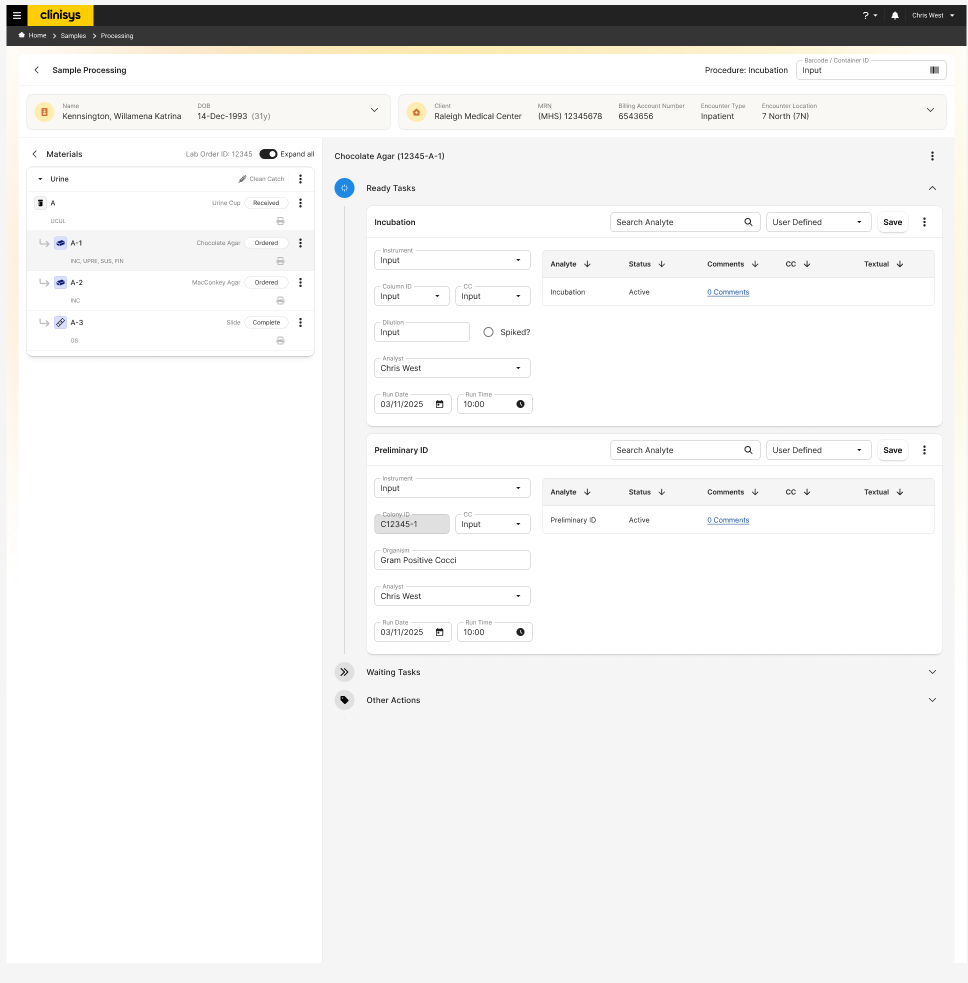 clinisys
? Chris West
Home > Samples > Processing
Sample Processing
Procedure: Incubation
Barcode / Container ID
Input
Name
Kennsington, Willamena Katrina
DOB
14-Dec-1993 (31y)
Client
Raleigh Medical Center
MRN
(MHS) 12345678
Billing Account Number
6543656
Encounter Type
Inpatient
Encounter Location
7 North (7N)
Materials
Lab Order ID: 12345
Expand all
Urine
Clean Catch
A
Urine Cup
Received
UCUL
A-1
Chocolate Agar
Ordered
INC, UPRE, SUS, FIN
A-2
MacConkey Agar
Ordered
INC
A-3
Slide
Complete
GS
Chocolate Agar (12345-A-1)
Ready Tasks
Incubation
Search Analyte
User Defined
Save
Instrument
Input
Column ID
Input
CC
Input
Dilution
Input
Spiked?
Analyst
Chris West
Run Date
03/11/2025
Run Time
10:00
Analyte Status Comments CC Textual
Incubation Active 0 Comments
Preliminary ID
Search Analyte
User Defined
Save
Instrument
Input
Colony ID
C12345-1
CC
Input
Organism
Gram Positive Cocci
Analyst
Chris West
Run Date
03/11/2025
Run Time
10:00
Analyte Status Comments CC Textual
Preliminary ID Active 0 Comments
Waiting Tasks
Other Actions